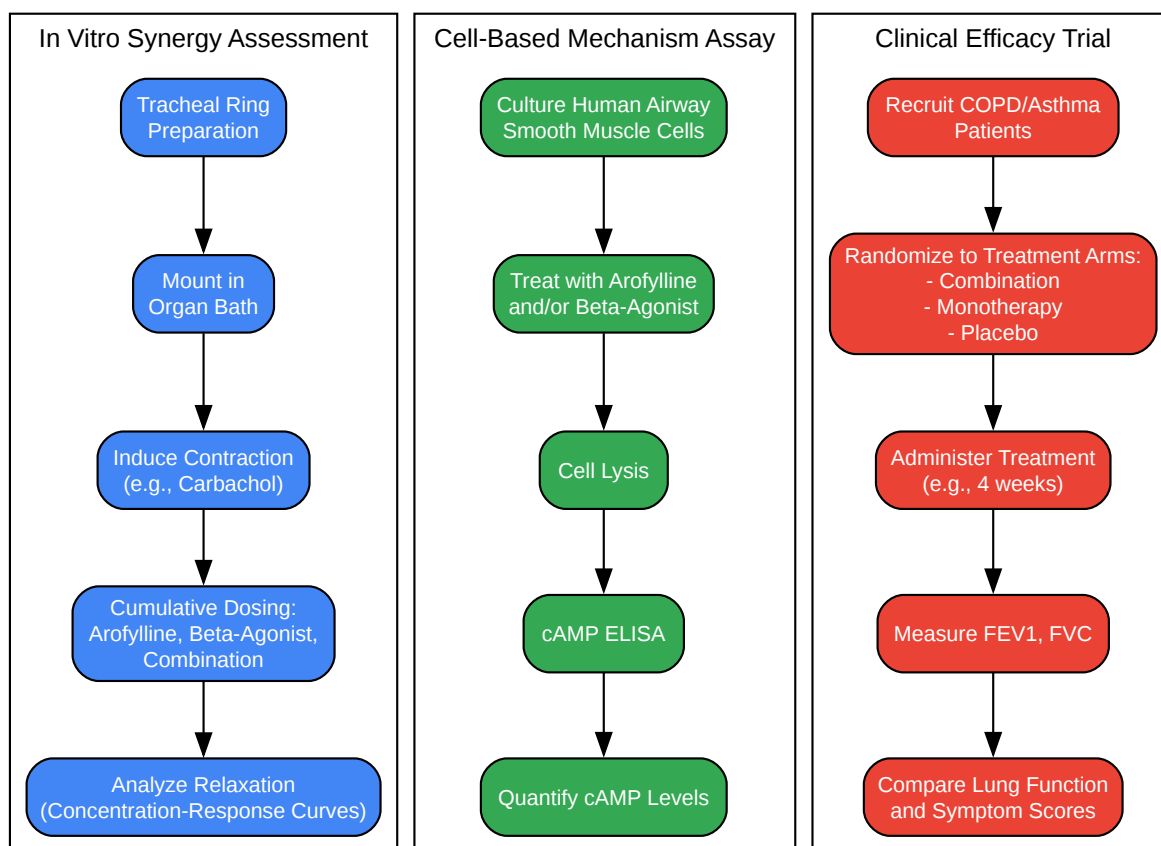 In Vitro Synergy Assessment
Tracheal Ring
Preparation
Mount in
Organ Bath
Induce Contraction
(e.g., Carbachol)
Cumulative Dosing:
Arofylline, Beta-Agonist,
Combination
Analyze Relaxation
(Concentration-Response Curves)
Cell-Based Mechanism Assay
Culture Human Airway
Smooth Muscle Cells
Treat with Arofylline
and/or Beta-Agonist
Cell Lysis
cAMP ELISA
Quantify cAMP Levels
Clinical Efficacy Trial
Recruit COPD/Asthma
Patients
Randomize to Treatment Arms:
- Combination
- Monotherapy
- Placebo
Administer Treatment
(e.g., 4 weeks)
Measure FEV1, FVC
Compare Lung Function
and Symptom Scores